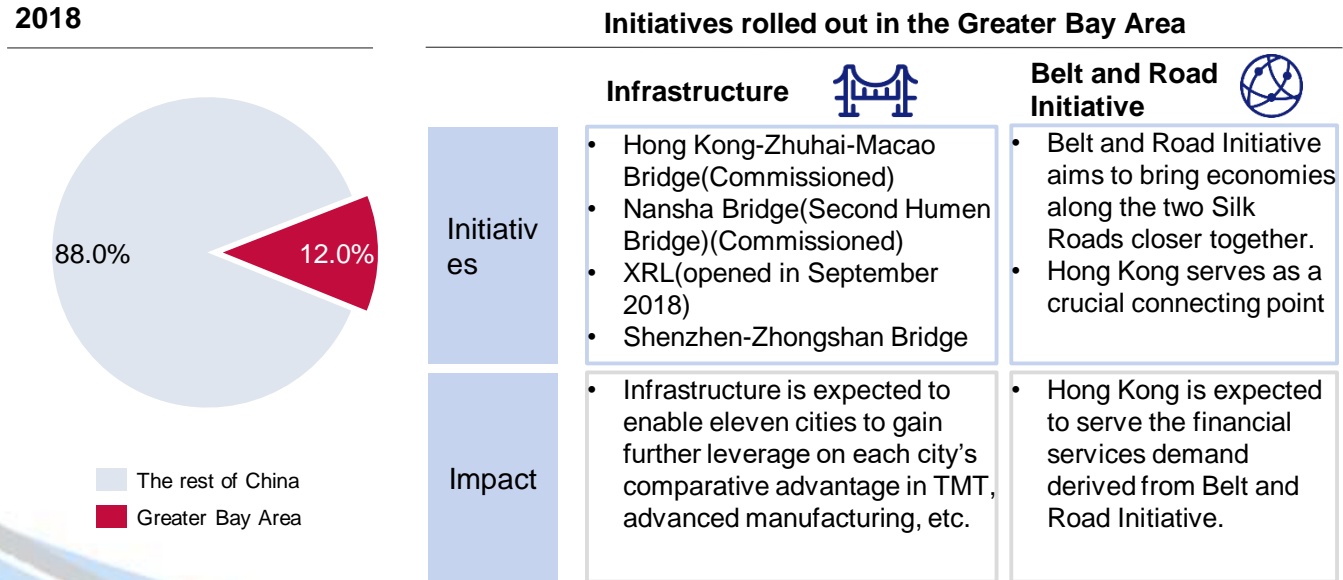 2018
88.0%
12.0%
The rest of China
Greater Bay Area
Initiatives rolled out in the Greater Bay Area
Infrastructure
Belt and Road
Initiative
Initiativ
es
• Hong Kong-Zhuhai-Macao
Bridge(Commissioned)
• Nansha Bridge(Second Humen
Bridge)(Commissioned)
• XRL(opened in September
2018)
• Shenzhen-Zhongshan Bridge
• Belt and Road Initiative
aims to bring economies
along the two Silk
Roads closer together.
• Hong Kong serves as a
crucial connecting point
Impact
• Infrastructure is expected to
enable eleven cities to gain
further leverage on each city's
comparative advantage in TMT,
advanced manufacturing, etc.
• Hong Kong is expected
to serve the financial
services demand
derived from Belt and
Road Initiative.